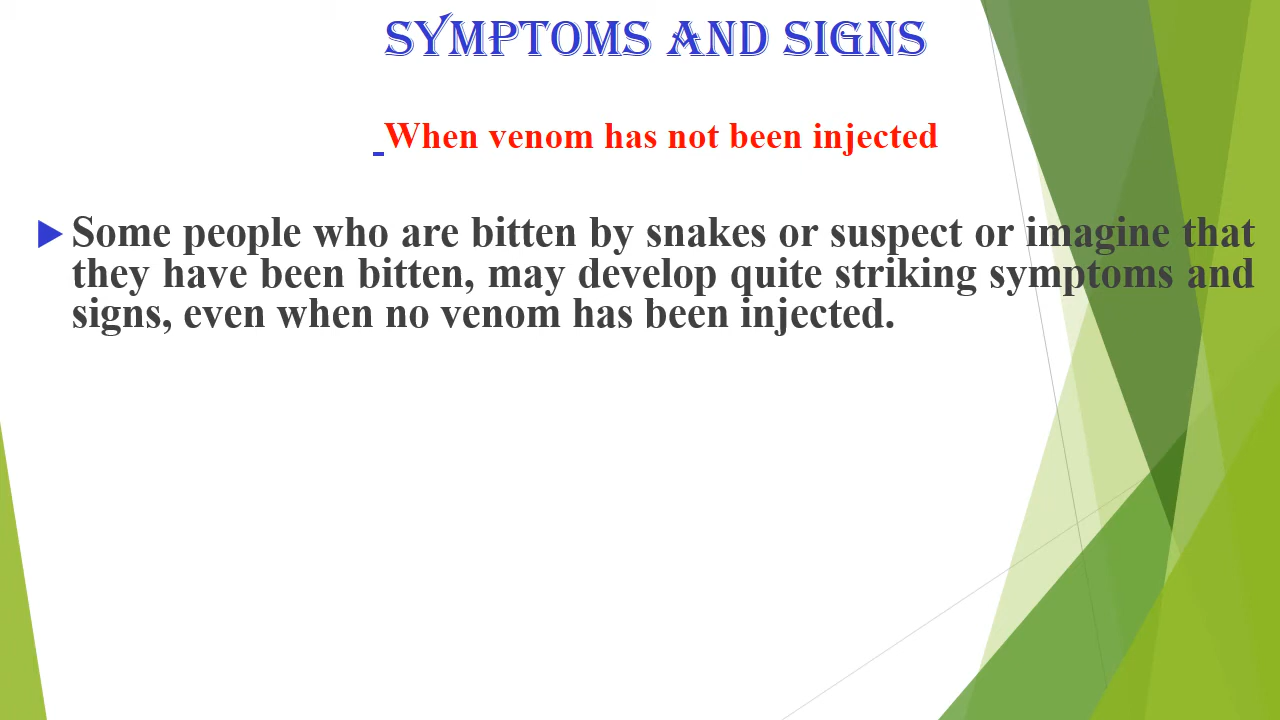 SYMPTOMS AND SIGNS
When venom has not been injected
Some people who are bitten by snakes or suspect or imagine that
they have been bitten, may develop quite striking symptoms and
signs, even when no venom has been injected.